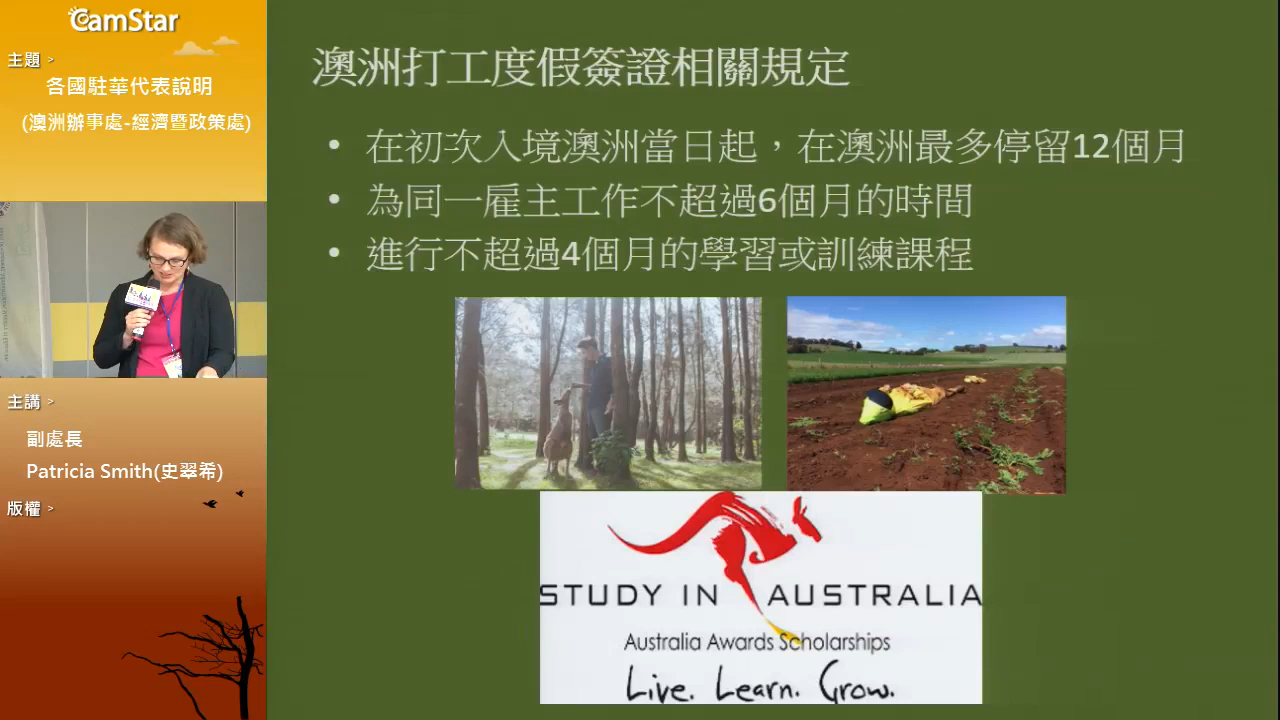 CamStar
主題 >
各國駐華代表說明
(澳洲辦事處-經濟暨政策處)
主講 >
副處長
Patricia Smith(史翠希)
版權 >
澳洲打工度假簽證相關規定
• 在初次入境澳洲當日起，在澳洲最多停留12個月
• 為同一雇主工作不超過6個月的時間
• 進行不超過4個月的學習或訓練課程
STUDY IN AUSTRALIA
Australia Awards Scholarships
Live. Learn. Grow.